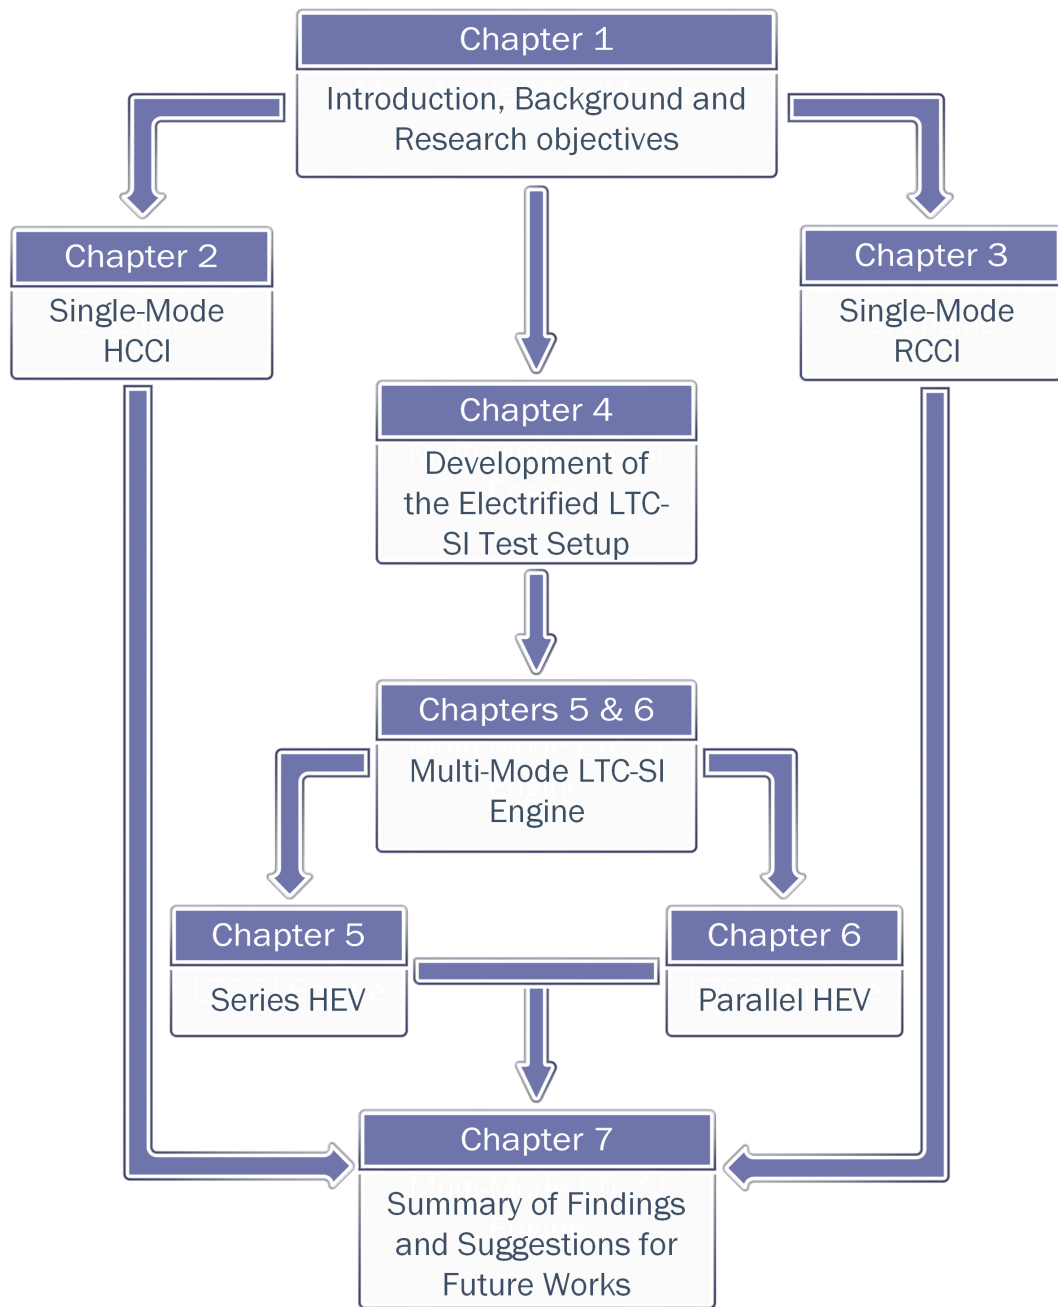 Chapter 1
Introduction, Background and
Research objectives
Chapter 2
Single-Mode
HCCI
Chapter 3
Single-Mode
RCCI
Chapter 4
Development of
the Electrified LTC-
SI Test Setup
Chapters 5 & 6
Multi-Mode LTC-SI
Engine
Chapter 5
Series HEV
Chapter 6
Parallel HEV
Chapter 7
Summary of Findings
and Suggestions for
Future Works